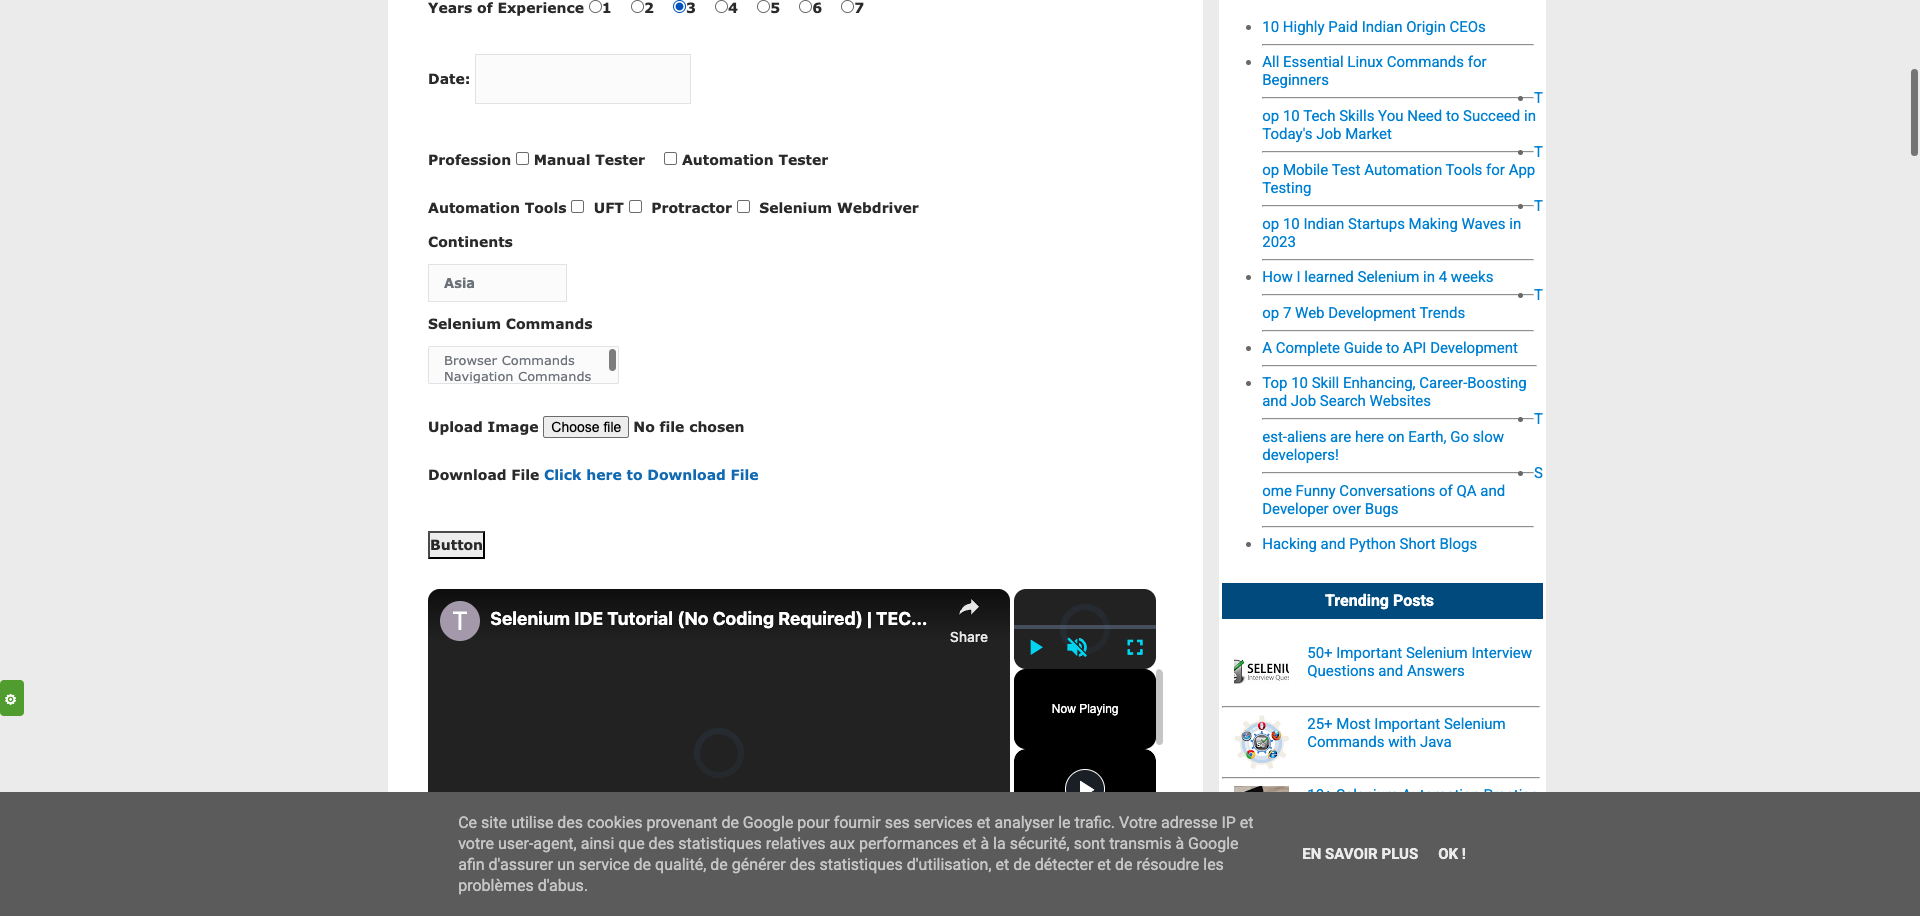 Years of Experience 1 2 3 4 5 6 7
Date:
Profession Manual Tester Automation Tester
Automation Tools UFT Protractor Selenium Webdriver
Continents
Asia
Selenium Commands
Browser Commands
Navigation Commands
Upload Image Choose file No file chosen
Download File Click here to Download File
Button
T
Selenium IDE Tutorial (No Coding Required) | TEC...
Share
Now Playing
10 Highly Paid Indian Origin CEOs
All Essential Linux Commands for
Beginners
T
op 10 Tech Skills You Need to Succeed in
Today's Job Market
T
op Mobile Test Automation Tools for App
Testing
T
op 10 Indian Startups Making Waves in
2023
How I learned Selenium in 4 weeks
T
op 7 Web Development Trends
A Complete Guide to API Development
Top 10 Skill Enhancing, Career-Boosting
and Job Search Websites
T
est-aliens are here on Earth, Go slow
developers!
S
ome Funny Conversations of QA and
Developer over Bugs
Hacking and Python Short Blogs
Trending Posts
SELENIU
Interview Ques
50+ Important Selenium Interview
Questions and Answers
25+ Most Important Selenium
Commands with Java
Ce site utilise des cookies provenant de Google pour fournir ses services et analyser le trafic. Votre adresse IP et
votre user-agent, ainsi que des statistiques relatives aux performances et à la sécurité, sont transmis à Google
afin d'assurer un service de qualité, de générer des statistiques d'utilisation, et de détecter et de résoudre les
problèmes d'abus.
EN SAVOIR PLUS OK !